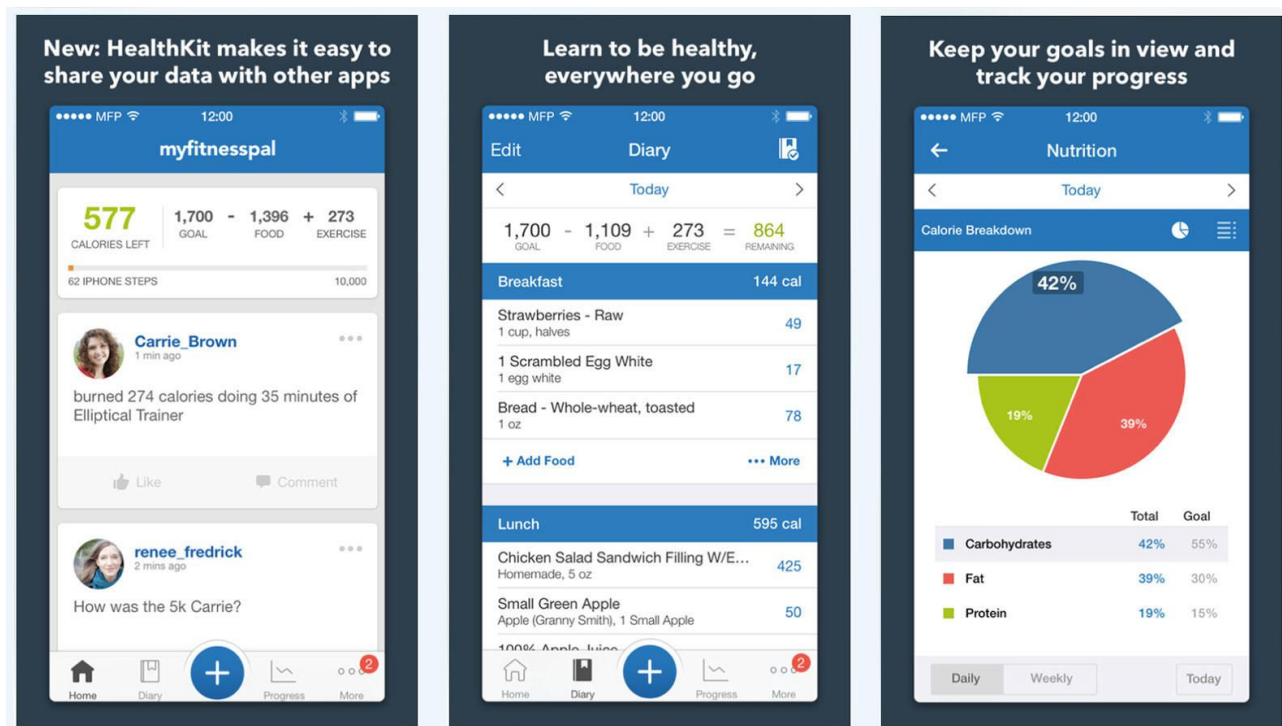 New: HealthKit makes it easy to
share your data with other apps
MFP 12:00
myfitnesspal
577
CALORIES LEFT
1,700 - 1,396 + 273
GOAL FOOD EXERCISE
62 IPHONE STEPS 10,000
Carrie_Brown
1 min ago
burned 274 calories doing 35 minutes of
Elliptical Trainer
Like Comment
renee_fredrick
2 mins ago
How was the 5k Carrie?
2
Home Diary Progress More
Learn to be healthy,
everywhere you go
MFP 12:00
Edit Diary
Today
1,700 - 1,109 + 273 = 864
GOAL FOOD EXERCISE REMAINING
Breakfast 144 cal
Strawberries - Raw 49
1 cup, halves
1 Scrambled Egg White 17
1 egg white
Bread - Whole-wheat, toasted 78
1 oz
+ Add Food ••• More
Lunch 595 cal
Chicken Salad Sandwich Filling W/E... 425
Homemade, 5 oz
Small Green Apple 50
Apple (Granny Smith), 1 Small Apple
100% Apple Juice
2
Home Diary Progress More
Keep your goals in view and
track your progress
MFP 12:00
Nutrition
Today
Calorie Breakdown
42%
19%
39%
Total Goal
Carbohydrates 42% 55%
Fat 39% 30%
Protein 19% 15%
Daily Weekly Today